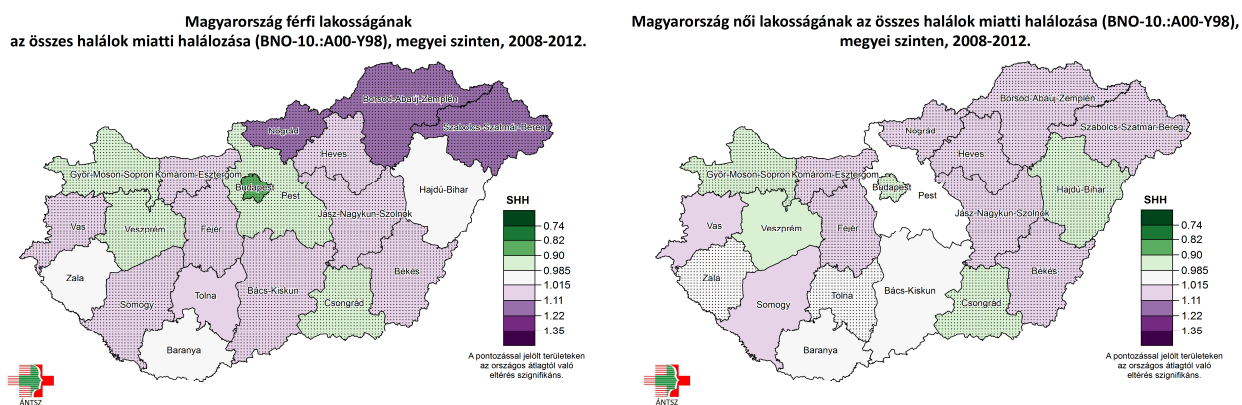 Magyarország férfi lakosságának
az összes halálok miatti halálozása (BNO-10.:A00-Y98), megyei szinten, 2008-2012.
Borsod-Abaúj-Zemplén
Szabolcs-Szatmár-Bereg
Nógrád
Heves
Győr-Moson-Sopron
Komárom-Esztergom
Budapest
Pest
Hajdú-Bihar
Jász-Nagykun-Szolnok
Vas
Veszprém
Fejér
Zala
Békés
Somogy
Tolna
Bács-Kiskun
Csongrád
Baranya
SHH
0.74
0.82
0.90
0.985
1.015
1.11
1.22
1.35
A pontozással jelölt területeken
az országos átlagtól való
eltérés szignifikáns.
ÁNTSZ
Magyarország női lakosságának az összes halálok miatti halálozása (BNO-10.:A00-Y98),
megyei szinten, 2008-2012.
Borsod-Abaúj-Zemplén
Szabolcs-Szatmár-Bereg
Nógrád
Heves
Győr-Moson-Sopron
Komárom-Esztergom
Budapest
Pest
Hajdú-Bihar
Jász-Nagykun-Szolnok
Vas
Veszprém
Fejér
Zala
Békés
Somogy
Tolna
Bács-Kiskun
Csongrád
Baranya
SHH
0.74
0.82
0.90
0.985
1.015
1.11
1.22
1.35
A pontozással jelölt területeken
az országos átlagtól való
eltérés szignifikáns.
ÁNTSZ